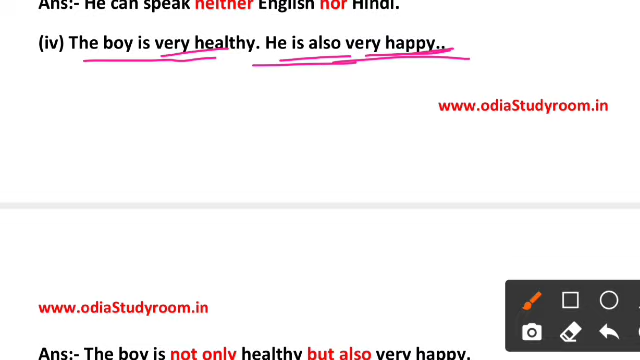 Ans:- He can speak neither English nor Hindi.
(iv) The boy is very healthy. He is also very happy..
www.odiaStudyroom.in
www.odiaStudyroom.in
Ans:- The boy is not only healthy but also very happy.